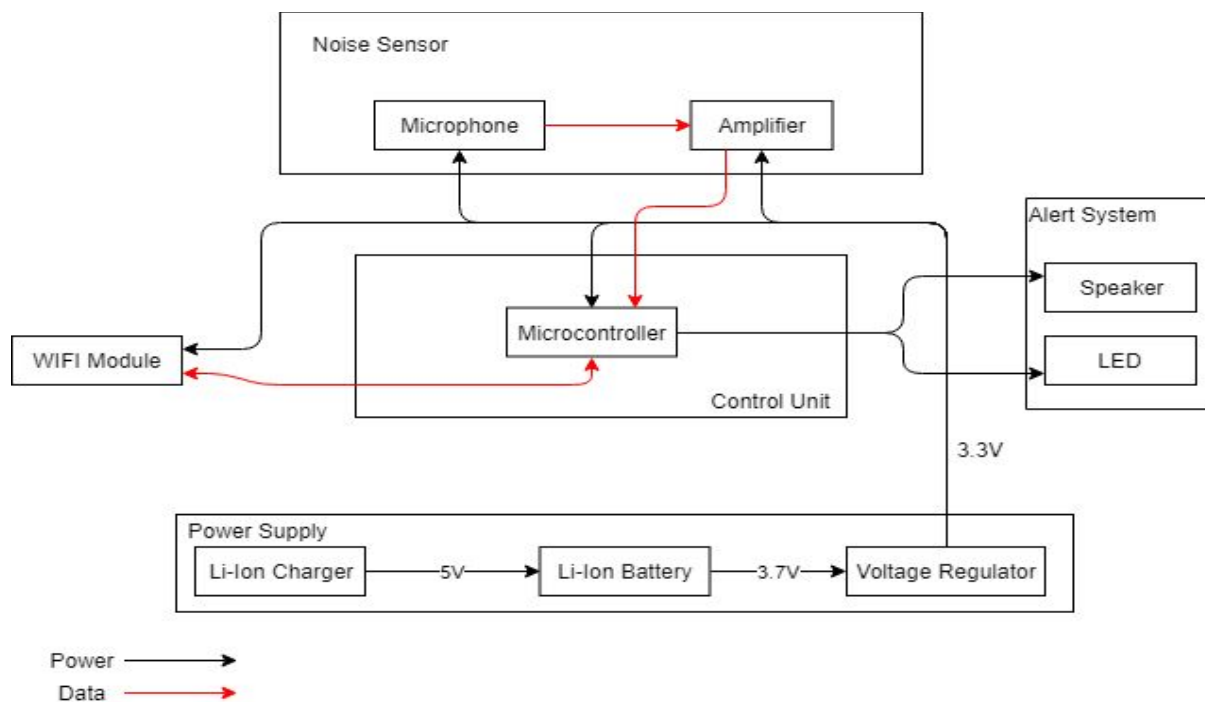 Noise Sensor
Microphone
Amplifier
Alert System
Speaker
Microcontroller
WIFI Module
LED
Control Unit
3.3V
Power Supply
Li-Ion Charger
5V
Li-Ion Battery
3.7V
Voltage Regulator
Power
Data